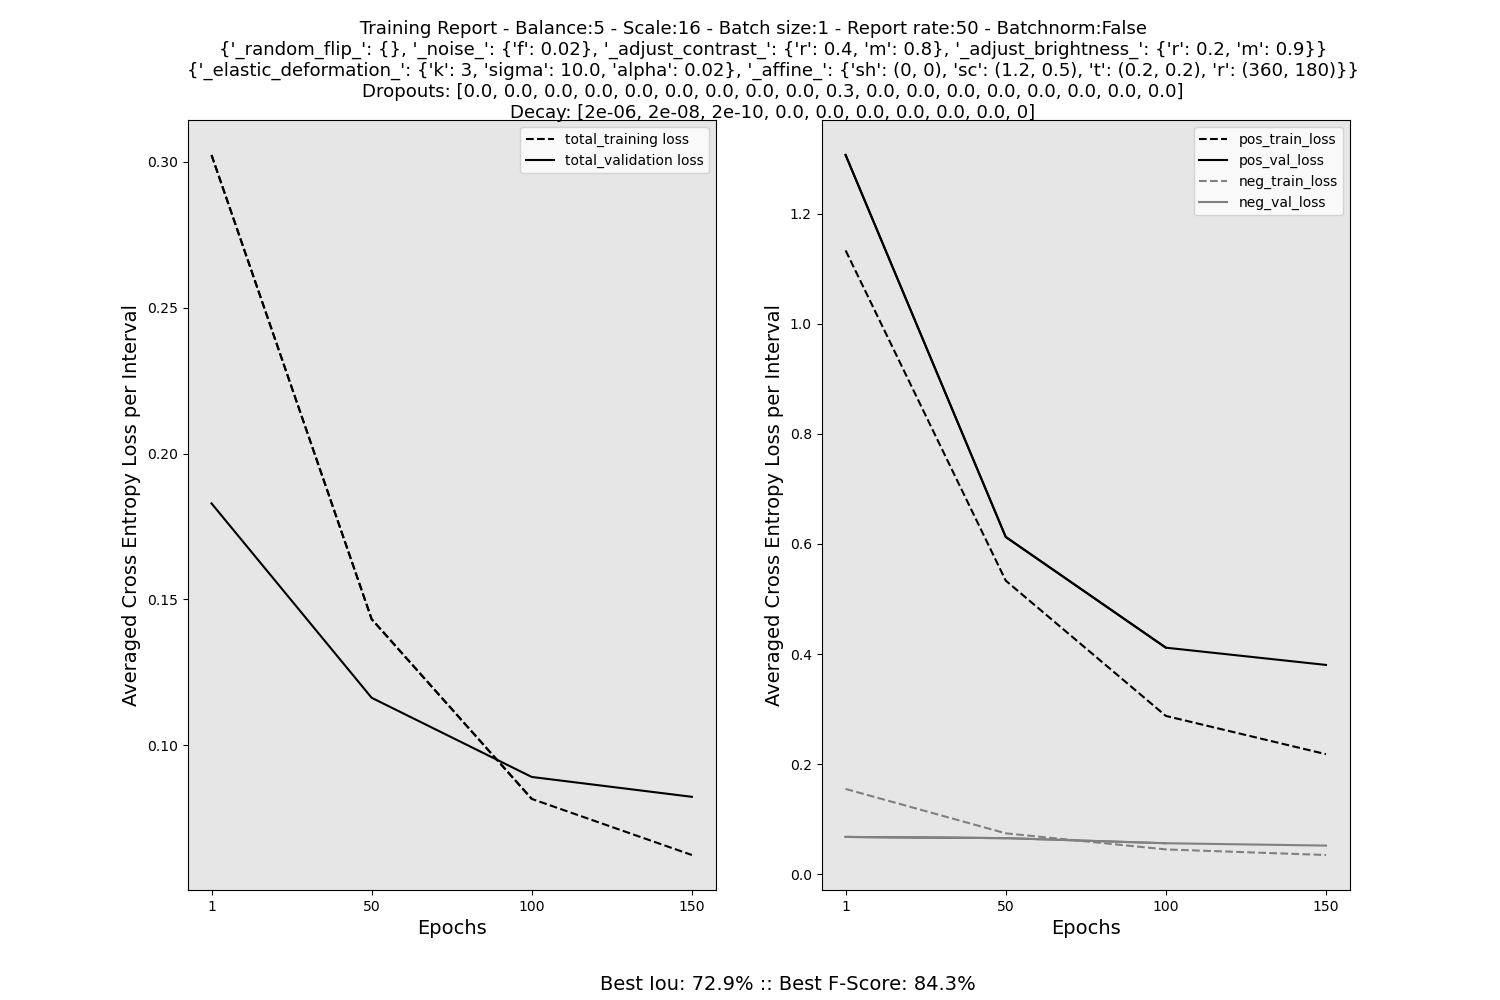 Training Report - Balance:5 - Scale:16 - Batch size:1 - Report rate:50 - Batchnorm:False
{'_random_flip_': {}, '_noise_': {'f': 0.02}, '_adjust_contrast_': {'r': 0.4, 'm': 0.8}, '_adjust_brightness_': {'r': 0.2, 'm': 0.9}}
{'_elastic_deformation_': {'k': 3, 'sigma': 10.0, 'alpha': 0.02}, '_affine_': {'sh': (0, 0), 'sc': (1.2, 0.5), 't': (0.2, 0.2), 'r': (360, 180)}}
Dropouts: [0.0, 0.0, 0.0, 0.0, 0.0, 0.0, 0.0, 0.0, 0.0, 0.3, 0.0, 0.0, 0.0, 0.0, 0.0, 0.0, 0.0, 0.0]
Decay: [2e-06, 2e-08, 2e-10, 0.0, 0.0, 0.0, 0.0, 0.0, 0.0, 0]
total_training loss
total_validation loss
0.30
0.25
0.20
0.15
0.10
Averaged Cross Entropy Loss per Interval
1
50
100
150
Epochs
pos_train_loss
pos_val_loss
neg_train_loss
neg_val_loss
1.2
1.0
0.8
0.6
0.4
0.2
0.0
Averaged Cross Entropy Loss per Interval
1
50
100
150
Epochs
Best Iou: 72.9% :: Best F-Score: 84.3%